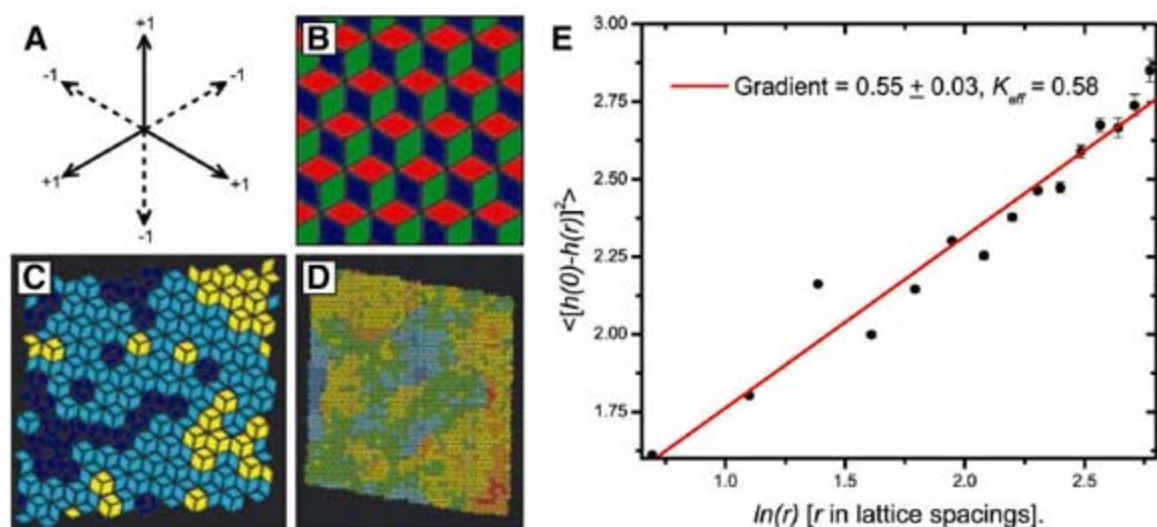 A
+1
-1
-1
+1
+1
-1
B
C
D
E
3.00
2.75
2.50
2.25
2.00
1.75
<[h(0)-h(r)]²>
Gradient = 0.55 ± 0.03, Keff = 0.58
1.0
1.5
2.0
2.5
ln(r) [r in lattice spacings].